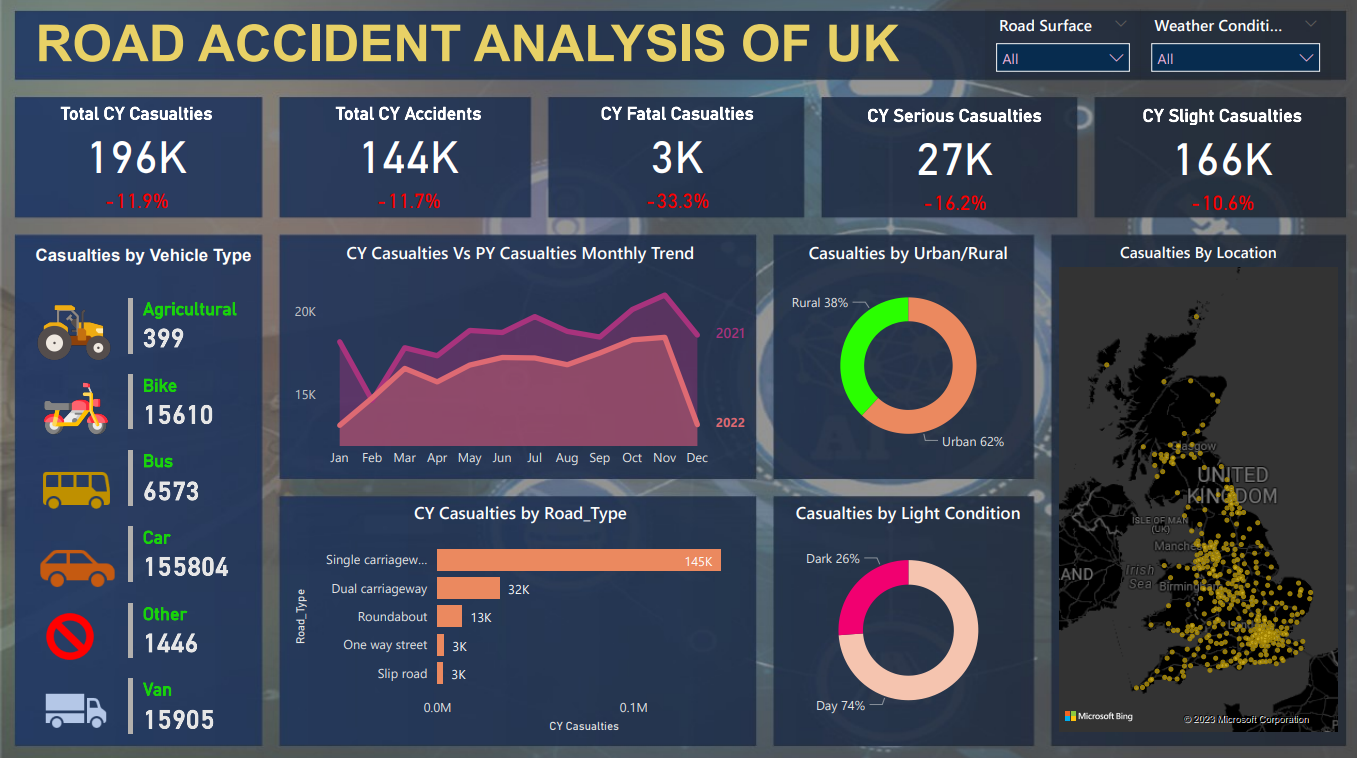 ROAD ACCIDENT ANALYSIS OF UK
Road Surface
All
Weather Conditi...
All
Total CY Casualties
196K
-11.9%
Total CY Accidents
144K
-11.7%
CY Fatal Casualties
3K
-33.3%
CY Serious Casualties
27K
-16.2%
CY Slight Casualties
166K
-10.6%
Casualties by Vehicle Type
Agricultural
399
Bike
15610
Bus
6573
Car
155804
Other
1446
Van
15905
CY Casualties Vs PY Casualties Monthly Trend
20K
15K
2021
2022
Jan Feb Mar Apr May Jun Jul Aug Sep Oct Nov Dec
CY Casualties by Road_Type
Road_Type
Single carriagew... 145K
Dual carriageway 32K
Roundabout 13K
One way street 3K
Slip road 3K
0.0M 0.1M
CY Casualties
Casualties by Urban/Rural
Rural 38%
Urban 62%
Casualties by Light Condition
Dark 26%
Day 74%
Casualties By Location
Glasgow
UNITED
KINGDOM
ISLE OF MAN
(UK)
Manches
Irish
Sea
AND
Birming
Microsoft Bing
© 2023 Microsoft Corporation